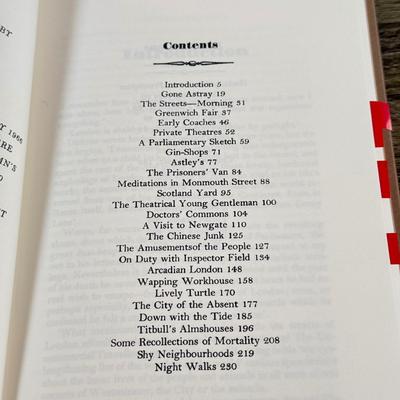 BY
1966
RE
N'S
O
T
Contents
Introduction 5
Gone Astray 19
The Streets—Morning 31
Greenwich Fair 37
Early Coaches 46
Private Theatres 52
A Parliamentary Sketch 59
Gin-Shops 71
Astley's 77
The Prisoners' Van 84
Meditations in Monmouth Street 88
Scotland Yard 95
The Theatrical Young Gentleman 100
Doctors' Commons 104
A Visit to Newgate 110
The Chinese Junk 125
The Amusementsof the People 127
On Duty with Inspector Field 134
Arcadian London 148
Wapping Workhouse 158
Lively Turtle 170
The City of the Absent 177
Down with the Tide 185
Titbull's Almshouses 196
Some Recollections of Mortality 208
Shy Neighbourhoods 219
Night Walks 230